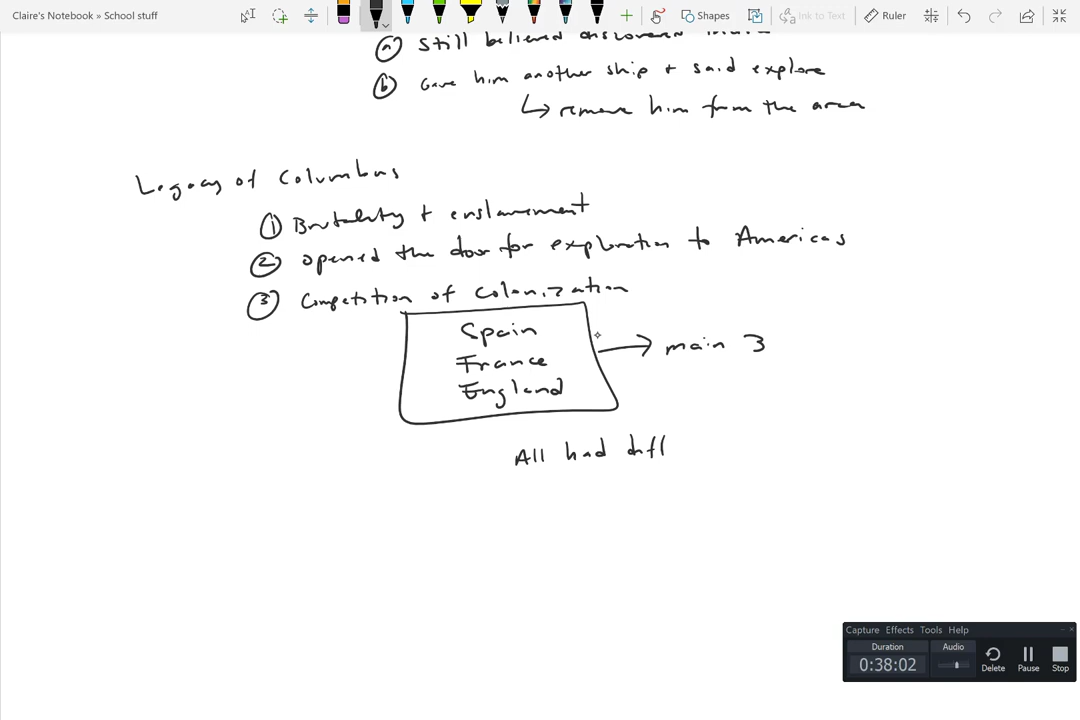 Claire's Notebook » School stuff
Shapes
Ink to Text
Ruler
a still believed discovered
b Gave him another ship + said explore
↳ remove him from the area
Legacy of Columbus
1 Brutality + enslavement
2 opened the door for exploration to Americas
3 Competition of colonization
Spain
France → main 3
England
All had diff
Capture Effects Tools Help
Duration Audio
0:38:02 Delete Pause Stop